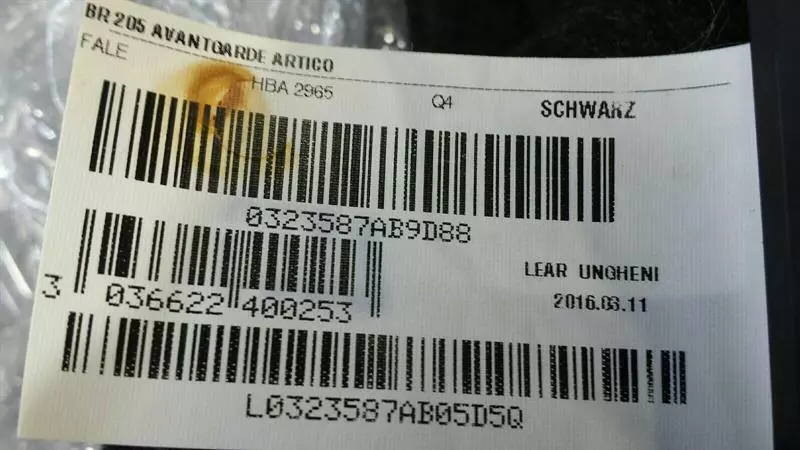 BR 205 AVANTGARDE ARTICO
FALE HBA 2965 Q4 SCHWARZ
0323587AB9D88
LEAR UNGHENI
3 036622 400253
2016.03.11
L0323587AB05D5Q